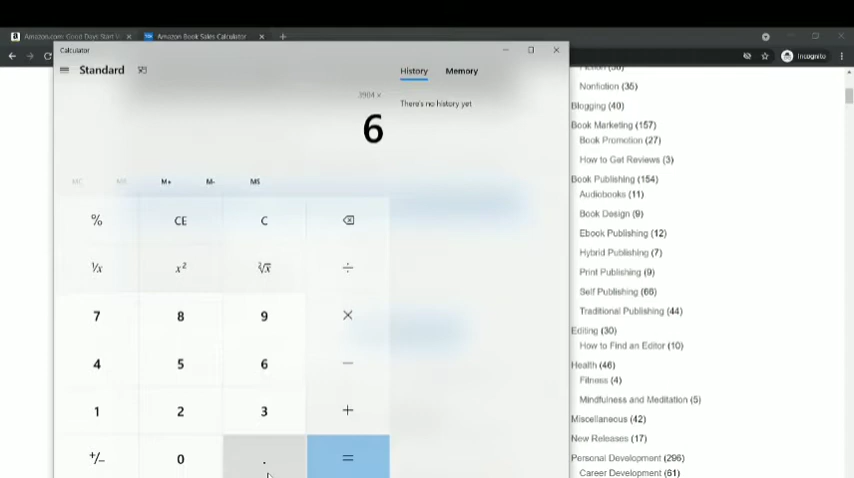 Amazon.com: Good Days Start V
Amazon Book Sales Calculator
Incognito
Calculator
Standard
History
Memory
3904 ×
There's no history yet
6
MC
MR
M+
M-
MS
%
CE
C
⌫
¹/x
x²
²√x
÷
7
8
9
×
4
5
6
−
1
2
3
+
+/−
0
.
=
Fiction (30)
Nonfiction (35)
Blogging (40)
Book Marketing (157)
Book Promotion (27)
How to Get Reviews (3)
Book Publishing (154)
Audiobooks (11)
Book Design (9)
Ebook Publishing (12)
Hybrid Publishing (7)
Print Publishing (9)
Self Publishing (66)
Traditional Publishing (44)
Editing (30)
How to Find an Editor (10)
Health (46)
Fitness (4)
Mindfulness and Meditation (5)
Miscellaneous (42)
New Releases (17)
Personal Development (296)
Career Development (61)